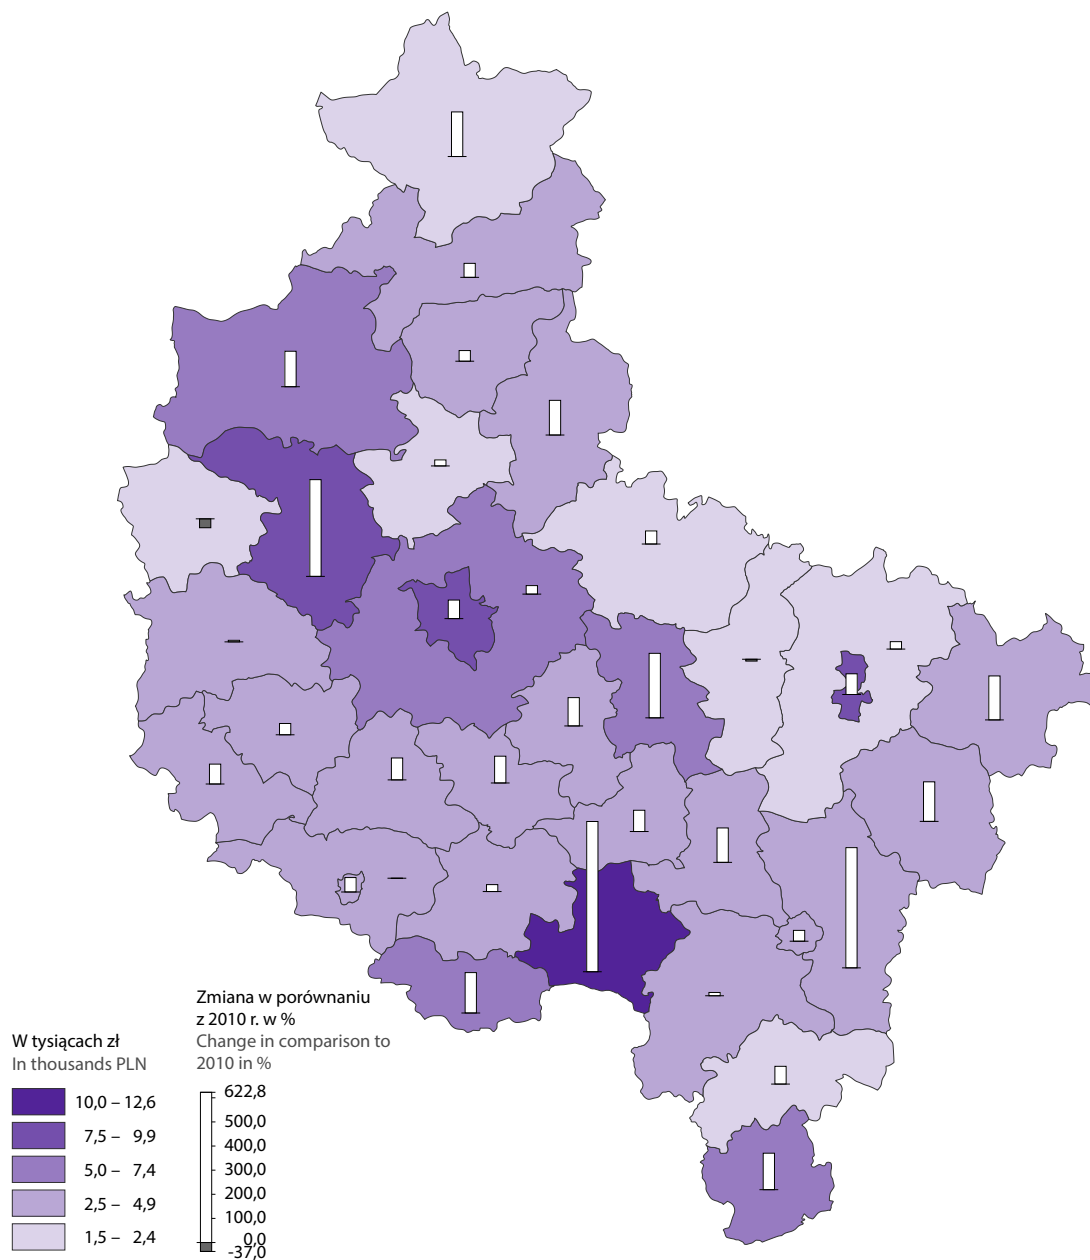 Zmiana w porównaniu
z 2010 r. w %
Change in comparison to
2010 in %
W tysiącach zł
In thousands PLN
10,0 – 12,6
7,5 – 9,9
5,0 – 7,4
2,5 – 4,9
1,5 – 2,4
622,8
500,0
400,0
300,0
200,0
100,0
0,0
-37,0